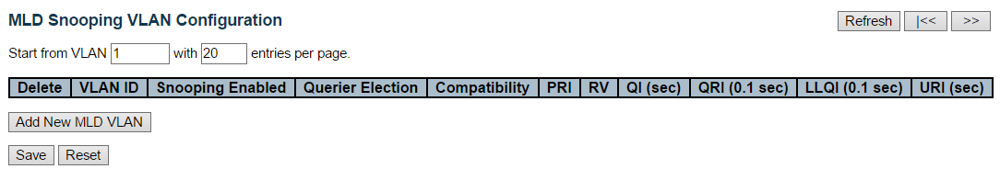 MLD Snooping VLAN Configuration
Refresh |<< >>
Start from VLAN 1 with 20 entries per page.
Delete VLAN ID Snooping Enabled Querier Election Compatibility PRI RV QI (sec) QRI (0.1 sec) LLQI (0.1 sec) URI (sec)
Add New MLD VLAN
Save Reset